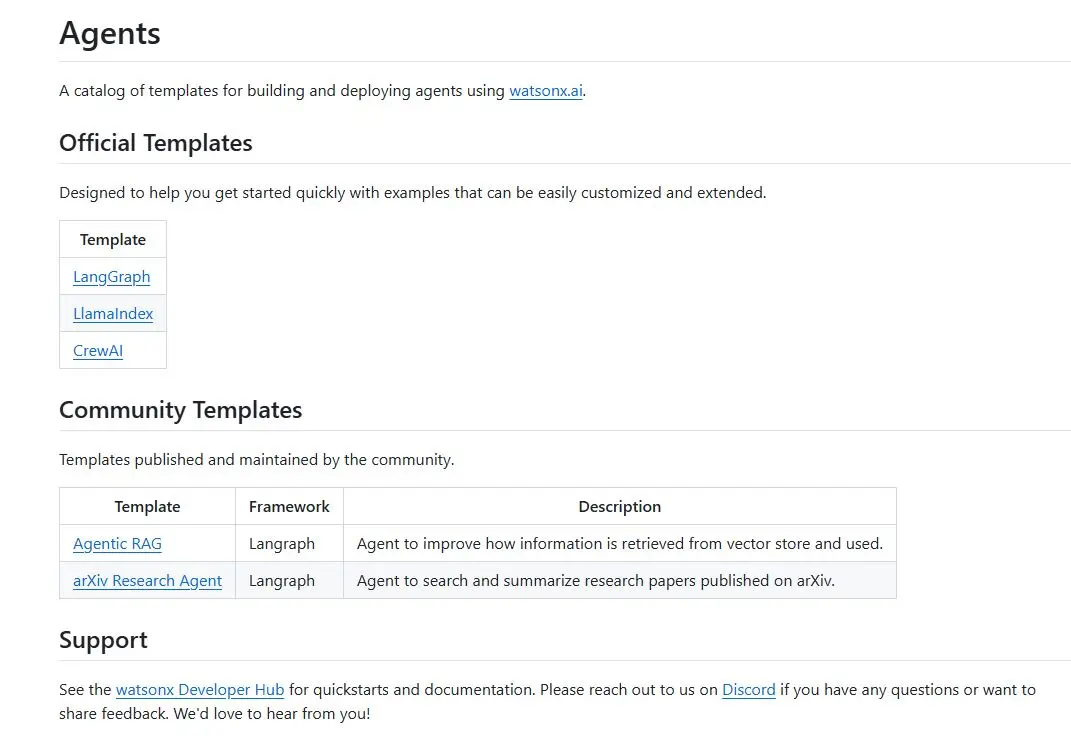 Agents
A catalog of templates for building and deploying agents using watsonx.ai.
Official Templates
Designed to help you get started quickly with examples that can be easily customized and extended.
Template
LangGraph
LlamaIndex
CrewAI
Community Templates
Templates published and maintained by the community.
Template Framework Description
Agentic RAG Langraph Agent to improve how information is retrieved from vector store and used.
arXiv Research Agent Langraph Agent to search and summarize research papers published on arXiv.
Support
See the watsonx Developer Hub for quickstarts and documentation. Please reach out to us on Discord if you have any questions or want to
share feedback. We'd love to hear from you!